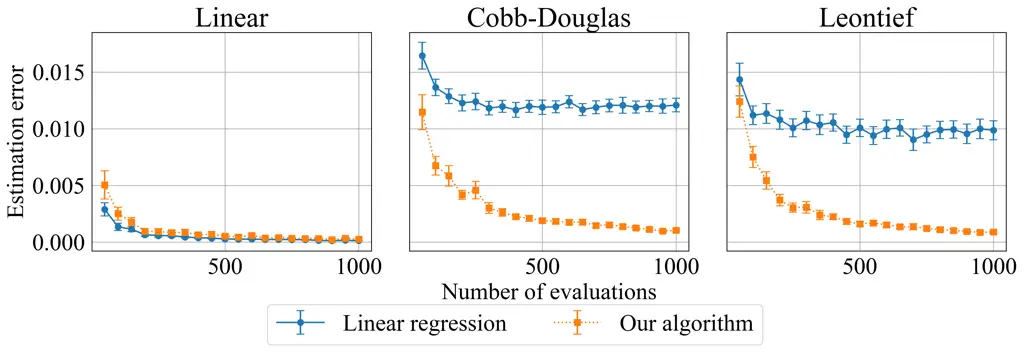 Linear
Cobb-Douglas
Leontief
Estimation error
0.015
0.010
0.005
0.000
500
1000
500
1000
500
1000
Number of evaluations
Linear regression
Our algorithm